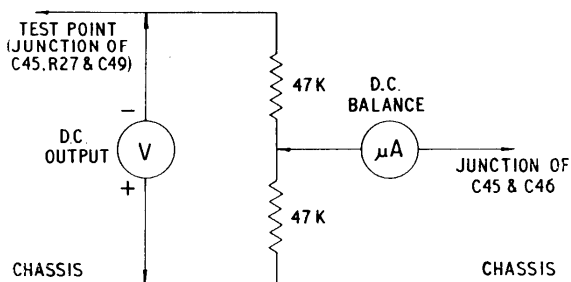 TEST POINT
(JUNCTION OF
C45, R27 & C49)
47K
D.C.
BALANCE
−
D.C.
OUTPUT
V
+
μA
JUNCTION OF
C45 & C46
47K
CHASSIS
CHASSIS